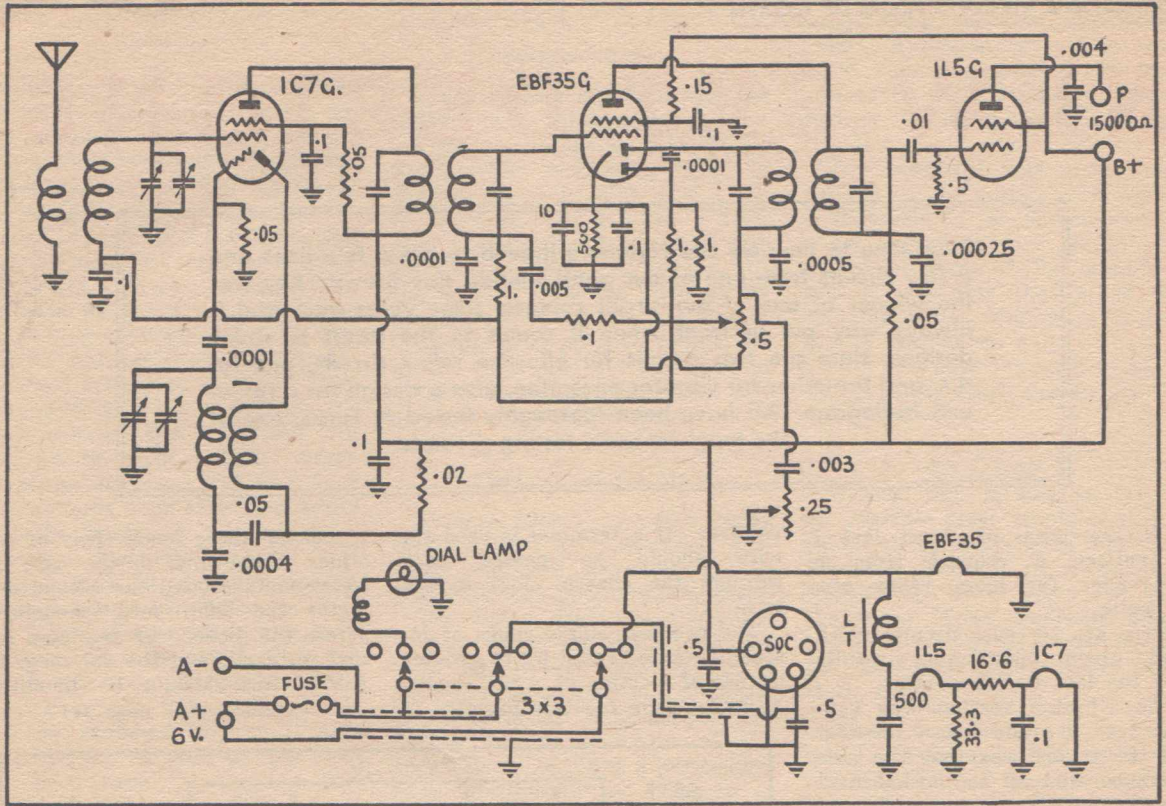 1C7G.
EBF35G
1L5G
.004
P
15000Ω
B+
.15
.1
.01
.5
.1
.05
.0001
.05
.1
.0001
.005
1.
10
500
.1
1.
1.
.0005
.00025
.05
.1
.5
.0001
.1
.02
.003
.25
.05
.0004
DIAL LAMP
EBF35
A-
FUSE
A+
6V.
3x3
.5
SOC
.5
L
T
1L5
16.6
1C7
500
33.3
.1